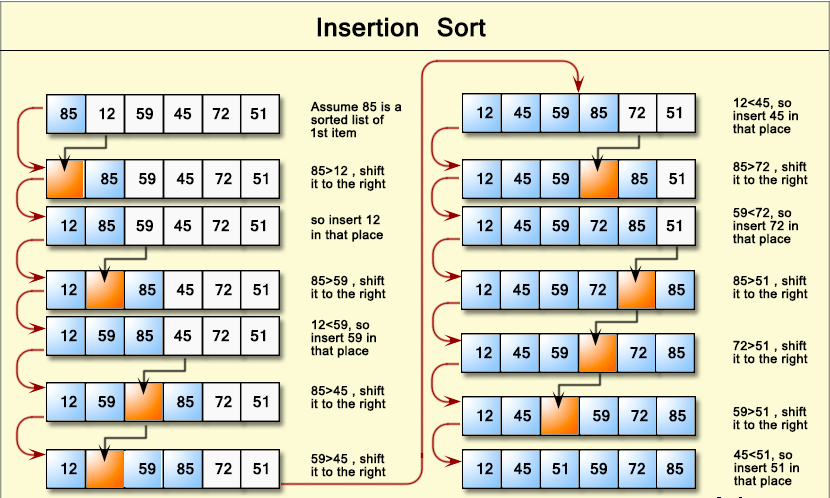 Insertion Sort
85 12 59 45 72 51
Assume 85 is a
sorted list of
1st item
85 59 45 72 51
85>12 , shift
it to the right
12 85 59 45 72 51
so insert 12
in that place
12 85 45 72 51
85>59 , shift
it to the right
12 59 85 45 72 51
12<59, so
insert 59 in
that place
12 59 85 72 51
85>45 , shift
it to the right
12 59 85 72 51
59>45 , shift
it to the right
12 45 59 85 72 51
12<45, so
insert 45 in
that place
12 45 59 85 51
85>72 , shift
it to the right
12 45 59 72 85 51
59<72, so
insert 72 in
that place
12 45 59 72 85
85>51 , shift
it to the right
12 45 59 72 85
72>51 , shift
it to the right
12 45 59 72 85
59>51 , shift
it to the right
12 45 51 59 72 85
45<51, so
insert 51 in
that place